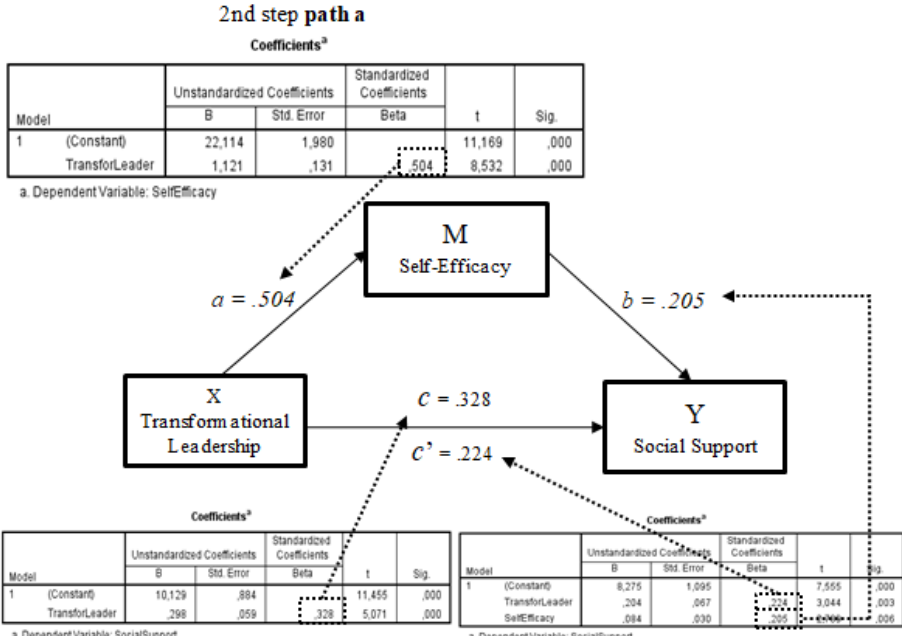 2nd step path a
Coefficientsᵃ
Model Unstandardized Coefficients Standardized Coefficients t Sig.
B Std. Error Beta
1 (Constant) 22,114 1,980 11,169 ,000
TransforLeader 1,121 ,131 ,504 8,532 ,000
a. Dependent Variable: SelfEfficacy
M
Self-Efficacy
a = .504
b = .205
X
Transformational
Leadership
C = .328
C’ = .224
Y
Social Support
Coefficientsᵃ
Model Unstandardized Coefficients Standardized Coefficients t Sig.
B Std. Error Beta
1 (Constant) 10,129 ,884 11,455 ,000
TransforLeader ,298 ,059 ,328 5,071 ,000
a. Dependent Variable: SocialSupport
Coefficientsᵃ
Model Unstandardized Coefficients Standardized Coefficients t Sig.
B Std. Error Beta
1 (Constant) 8,275 1,095 7,555 ,000
TransforLeader ,204 ,067 ,224 3,044 ,003
SelfEfficacy ,084 ,030 ,205 ,006
a. Dependent Variable: SocialSupport